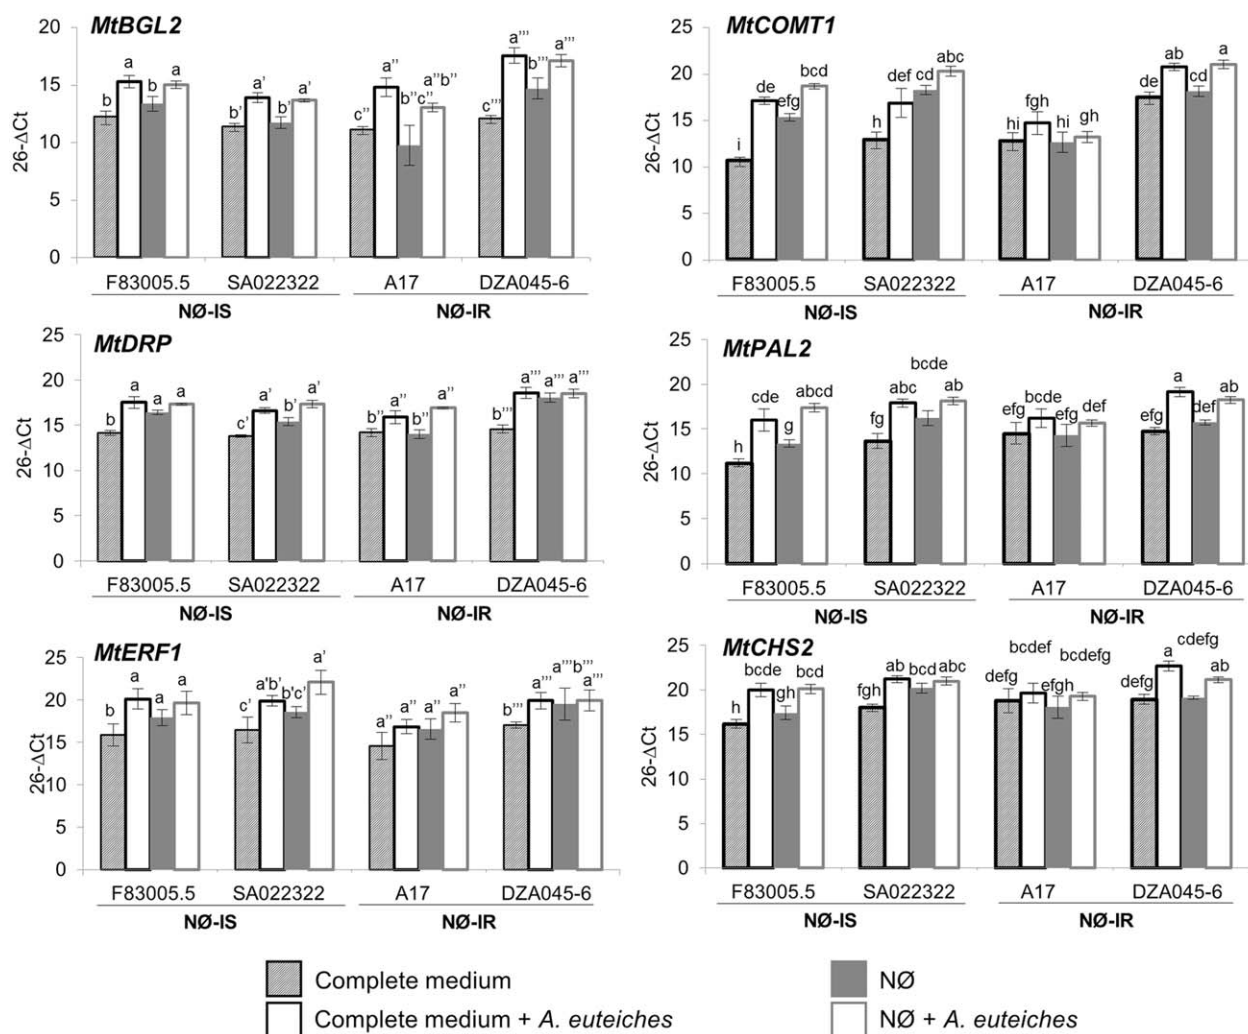 MtBGL2
26-ΔCt
20
15
10
5
0
b a b a
b' a' b' a'
c'' a'' b''c'' a''b''
c''' a''' b''' a'''
F83005.5 SA022322 A17 DZA045-6
NØ-IS NØ-IR
MtCOMT1
25
20
15
10
5
0
i de efg bcd
h def cd abc
hi fgh hi gh
de ab cd a
F83005.5 SA022322 A17 DZA045-6
NØ-IS NØ-IR
MtDRP
26-ΔCt
25
20
15
10
5
0
b a a a
c' a' b' a'
b'' a'' b'' a''
b''' a''' a''' a'''
F83005.5 SA022322 A17 DZA045-6
NØ-IS NØ-IR
MtPAL2
25
20
15
10
5
0
h cde g abcd
fg abc bcde ab
efg bcde efg def
efg a def ab
F83005.5 SA022322 A17 DZA045-6
NØ-IS NØ-IR
MtERF1
26-ΔCt
25
20
15
10
5
0
b a a a
c' a'b' b'c' a'
a'' a'' a'' a''
b''' a''' a'''b''' a'''
F83005.5 SA022322 A17 DZA045-6
NØ-IS NØ-IR
MtCHS2
25
20
15
10
5
0
h bcde gh bcd
fgh ab bcd abc
defg bcdef efgh bcdefg
defg a cdefg ab
F83005.5 SA022322 A17 DZA045-6
NØ-IS NØ-IR
Complete medium
NØ
Complete medium + A. euteiches
NØ + A. euteiches